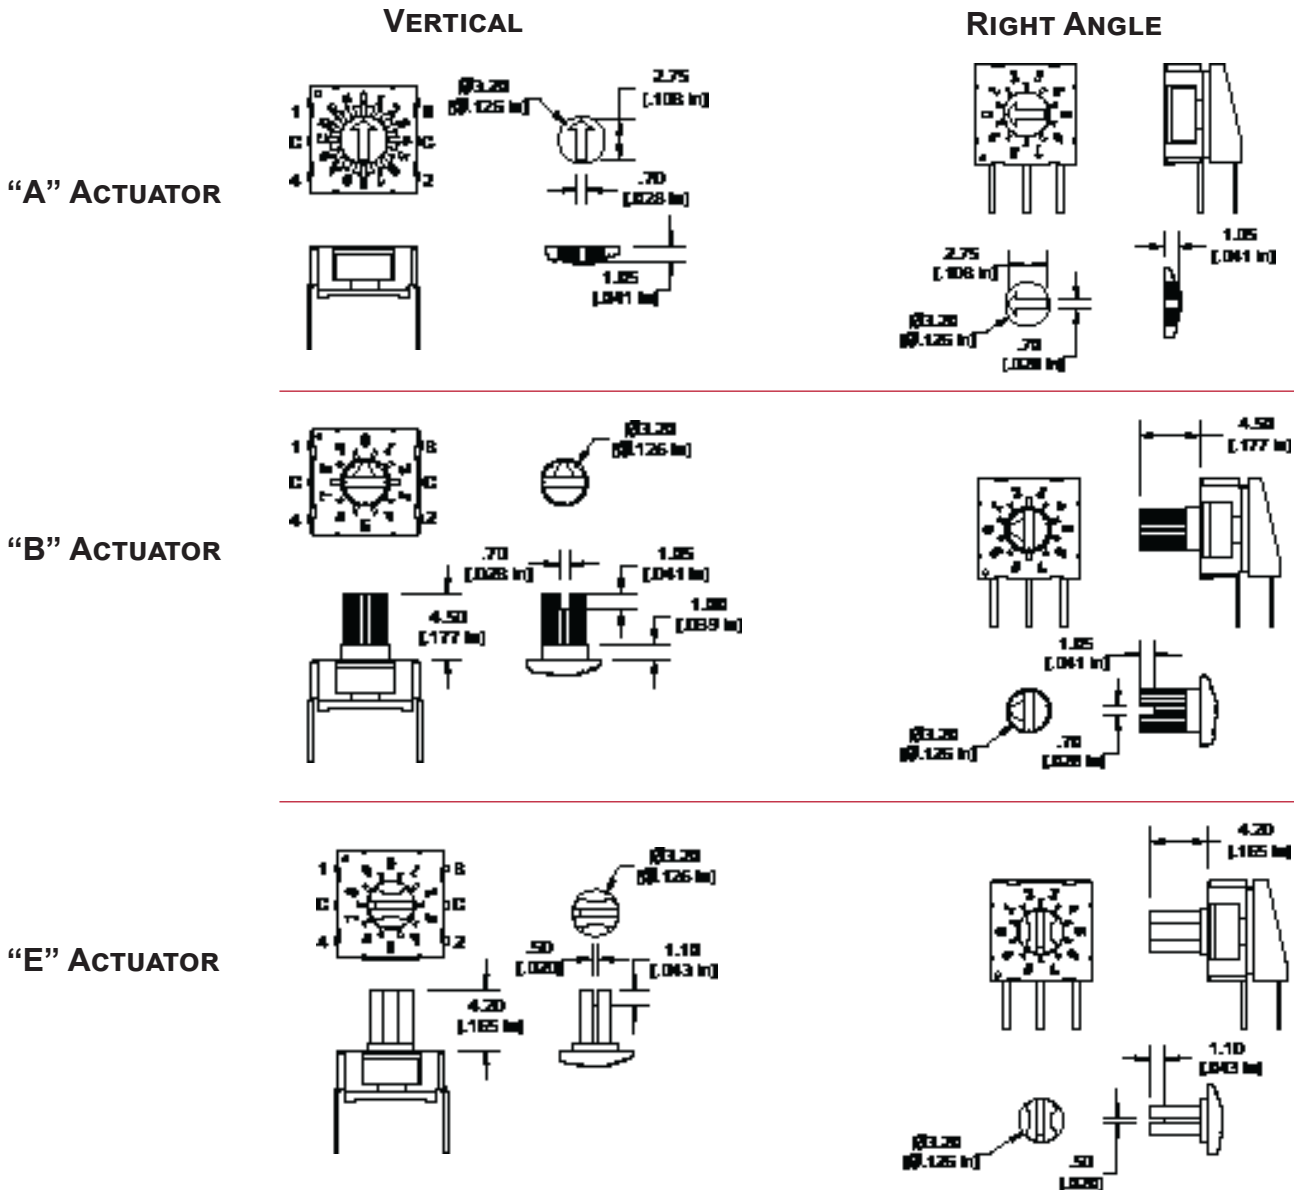 VERTICAL
RIGHT ANGLE
“A” ACTUATOR
1
C
4
C
2
Ø3.20
[Ø.126 in]
2.75
[.108 in]
.70
[.028 in]
1.05
[.041 in]
2.75
[.108 in]
Ø3.20
[Ø.126 in]
.70
[.028 in]
1.05
[.041 in]
“B” ACTUATOR
1
C
4
8
C
2
Ø3.20
[Ø.126 in]
.70
[.028 in]
1.05
[.041 in]
4.50
[.177 in]
1.00
[.039 in]
4.50
[.177 in]
1.05
[.041 in]
Ø3.20
[Ø.126 in]
.70
[.028 in]
“E” ACTUATOR
1
C
4
8
C
2
Ø3.20
[Ø.126 in]
.50
[.020]
1.10
[.043 in]
4.20
[.165 in]
4.20
[.165 in]
1.10
[.043 in]
Ø3.20
[Ø.126 in]
.50
[.020]